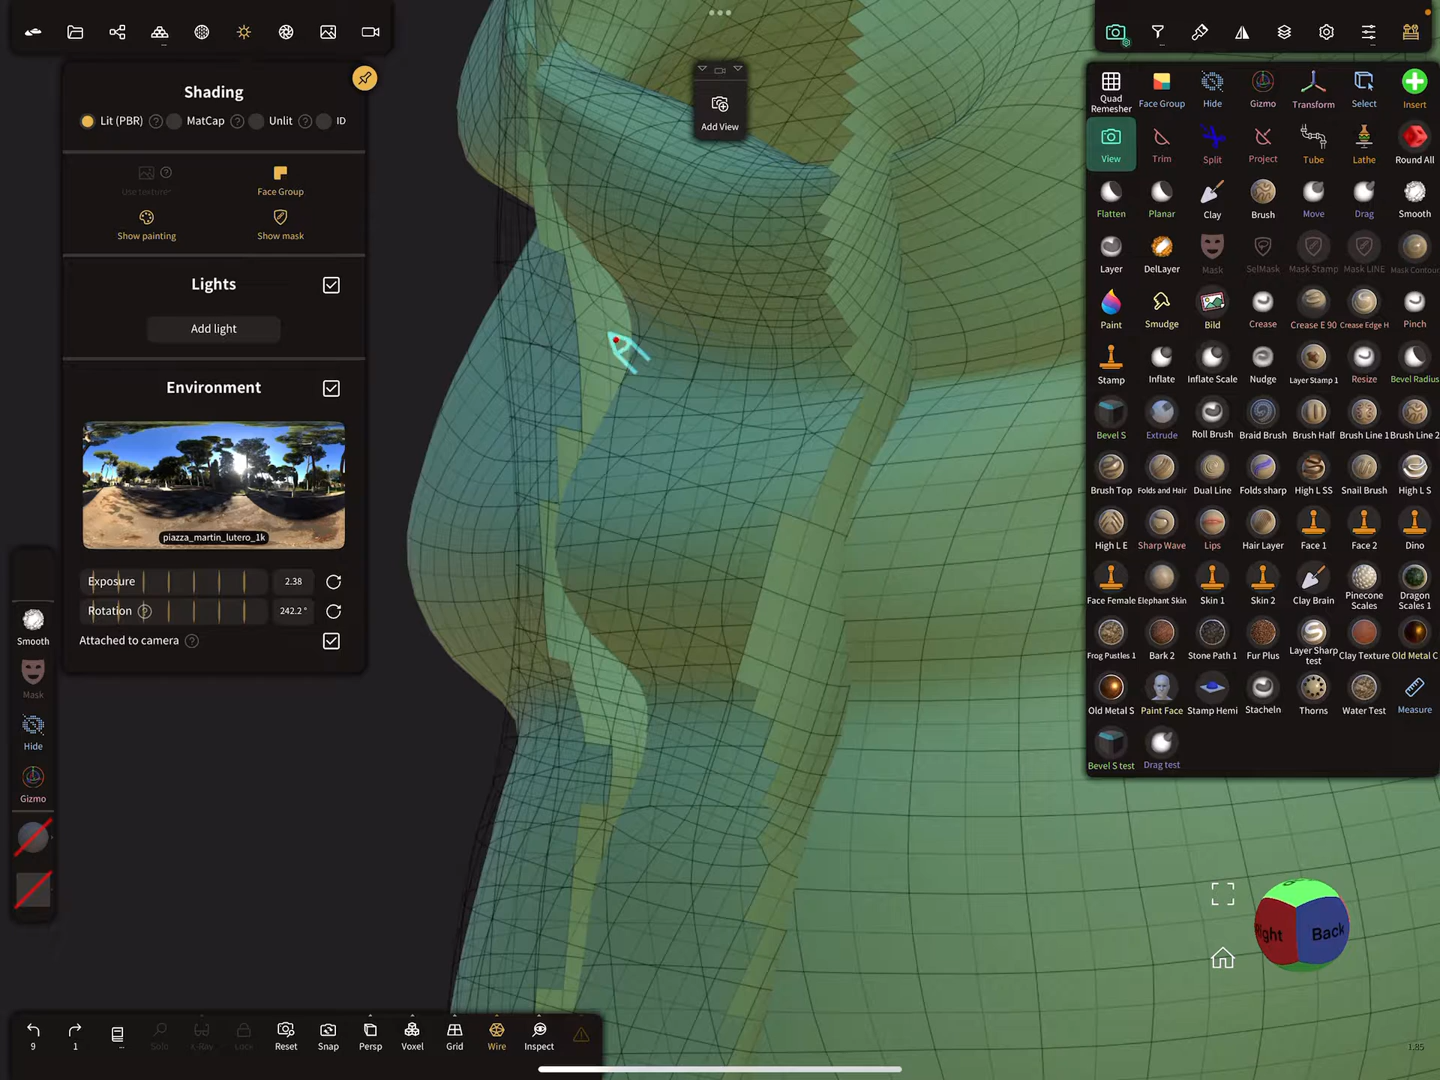 Shading
Lit (PBR)
MatCap
Unlit
ID
Use texture
Face Group
Show painting
Show mask
Lights
Add light
Environment
piazza_martin_lutero_1k
Exposure
2.38
Rotation
242.2 °
Attached to camera
Smooth
Mask
Hide
Gizmo
Add View
Quad Remesher
Face Group
Hide
Gizmo
Transform
Select
Insert
View
Trim
Split
Project
Tube
Lathe
Round All
Flatten
Planar
Clay
Brush
Move
Drag
Smooth
Layer
DelLayer
Mask
SelMask
Mask Stamp
Mask LINE
Mask Contour
Paint
Smudge
Bild
Crease
Crease E 90
Crease Edge H
Pinch
Stamp
Inflate
Inflate Scale
Nudge
Layer Stamp 1
Resize
Bevel Radius
Bevel S
Extrude
Roll Brush
Braid Brush
Brush Half
Brush Line 1
Brush Line 2
Brush Top
Folds and Hair
Dual Line
Folds sharp
High L SS
Snail Brush
High L S
High L E
Sharp Wave
Lips
Hair Layer
Face 1
Face 2
Dino
Face Female
Elephant Skin
Skin 1
Skin 2
Clay Brain
Pinecone Scales
Dragon Scales 1
Frog Pustles 1
Bark 2
Stone Path 1
Fur Plus
Layer Sharp test
Clay Texture
Old Metal C
Old Metal S
Paint Face
Stamp Hemi
Stacheln
Thorns
Water Test
Measure
Bevel S test
Drag test
ight
Back
9
1
Solo
X-Ray
Lock
Reset
Snap
Persp
Voxel
Grid
Wire
Inspect
1.85